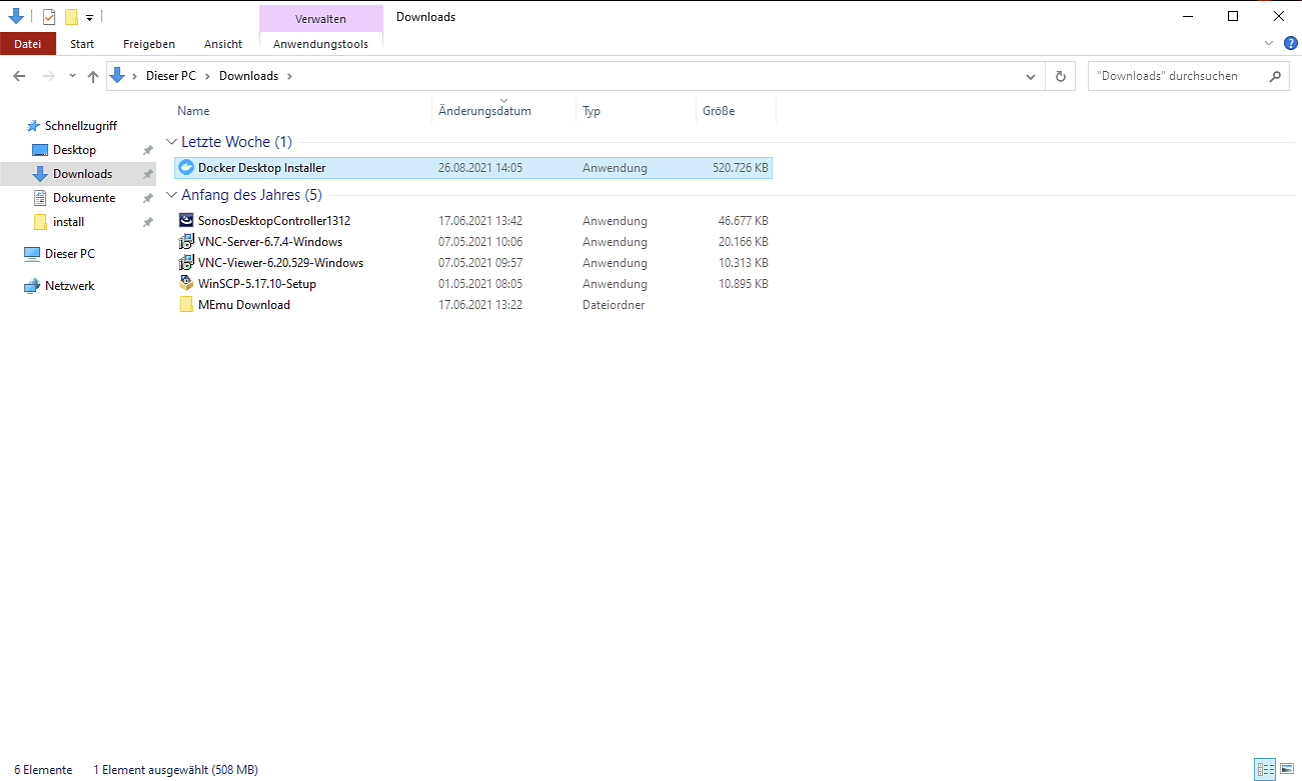 Verwalten
Downloads
Datei
Start
Freigeben
Ansicht
Anwendungstools
Dieser PC
Downloads
"Downloads" durchsuchen
Name
Änderungsdatum
Typ
Größe
Schnellzugriff
Desktop
Downloads
Dokumente
install
Dieser PC
Netzwerk
Letzte Woche (1)
Docker Desktop Installer 26.08.2021 14:05 Anwendung 520.726 KB
Anfang des Jahres (5)
SonosDesktopController1312 17.06.2021 13:42 Anwendung 46.677 KB
VNC-Server-6.7.4-Windows 07.05.2021 10:06 Anwendung 20.166 KB
VNC-Viewer-6.20.529-Windows 07.05.2021 09:57 Anwendung 10.313 KB
WinSCP-5.17.10-Setup 01.05.2021 08:05 Anwendung 10.895 KB
MEmu Download 17.06.2021 13:22 Dateiordner
6 Elemente
1 Element ausgewählt (508 MB)